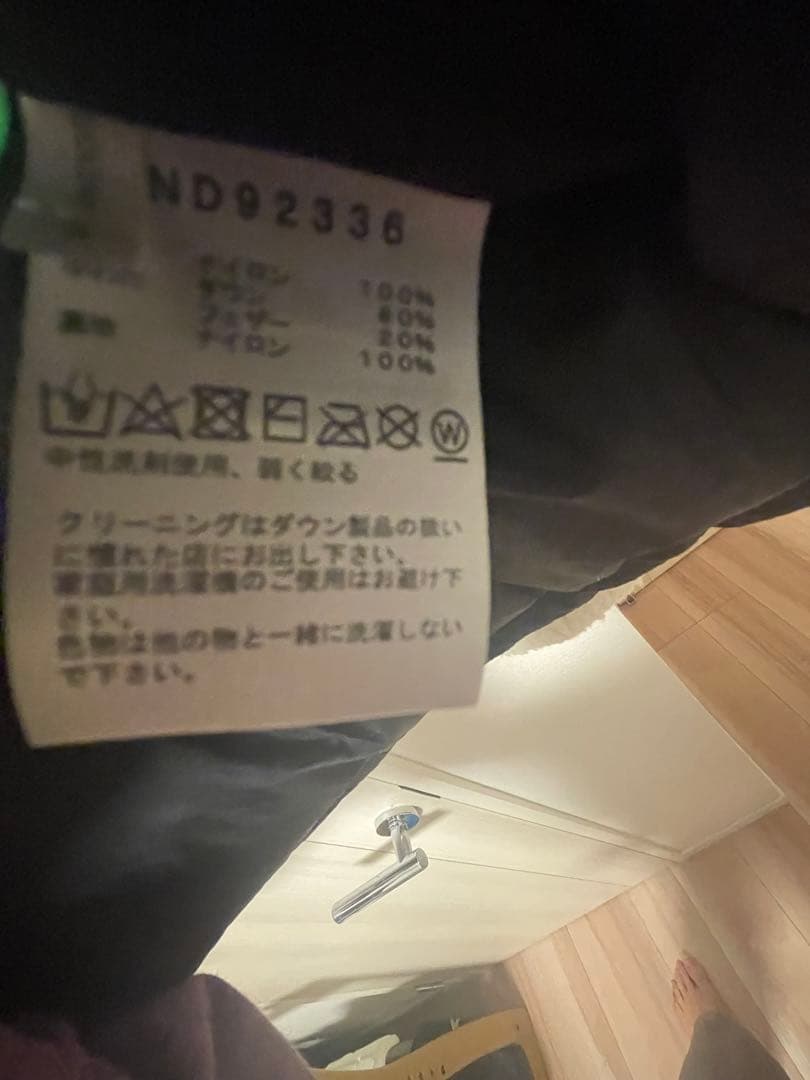 ND92336
ナイロン 100%
ダウン 80%
フェザー 20%
裏地 ナイロン 100%
W
中性洗剤使用、弱く絞る
クリーニングはダウン製品の扱い
に慣れた店にお出し下さい。
家庭用洗濯機のご使用はお避け下
さい。
色物は他の物と一緒に洗濯しない
で下さい。